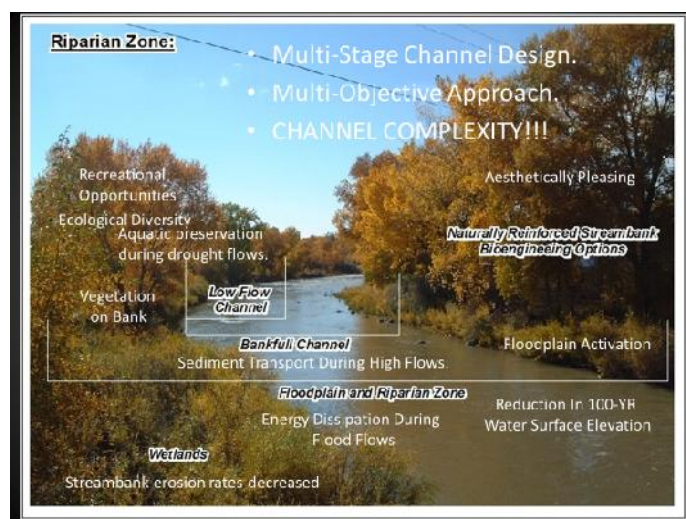 Riparian Zone:
• Multi-Stage Channel Design.
• Multi-Objective Approach.
• CHANNEL COMPLEXITY!!!
Recreational
Opportunities
Aesthetically Pleasing
Ecological Diversity
Aquatic preservation
during drought flows.
Naturally Reinforced Streambank
Bioengineeing Options
Vegetation
on Bank
Low Flow
Channel
Bankfull Channel
Floodplain Activation
Sediment Transport During High Flows.
Floodplain and Riparian Zone
Energy Dissipation During
Flood Flows
Reduction In 100-YR
Water Surface Elevation
Wetlands
Streambank erosion rates decreased